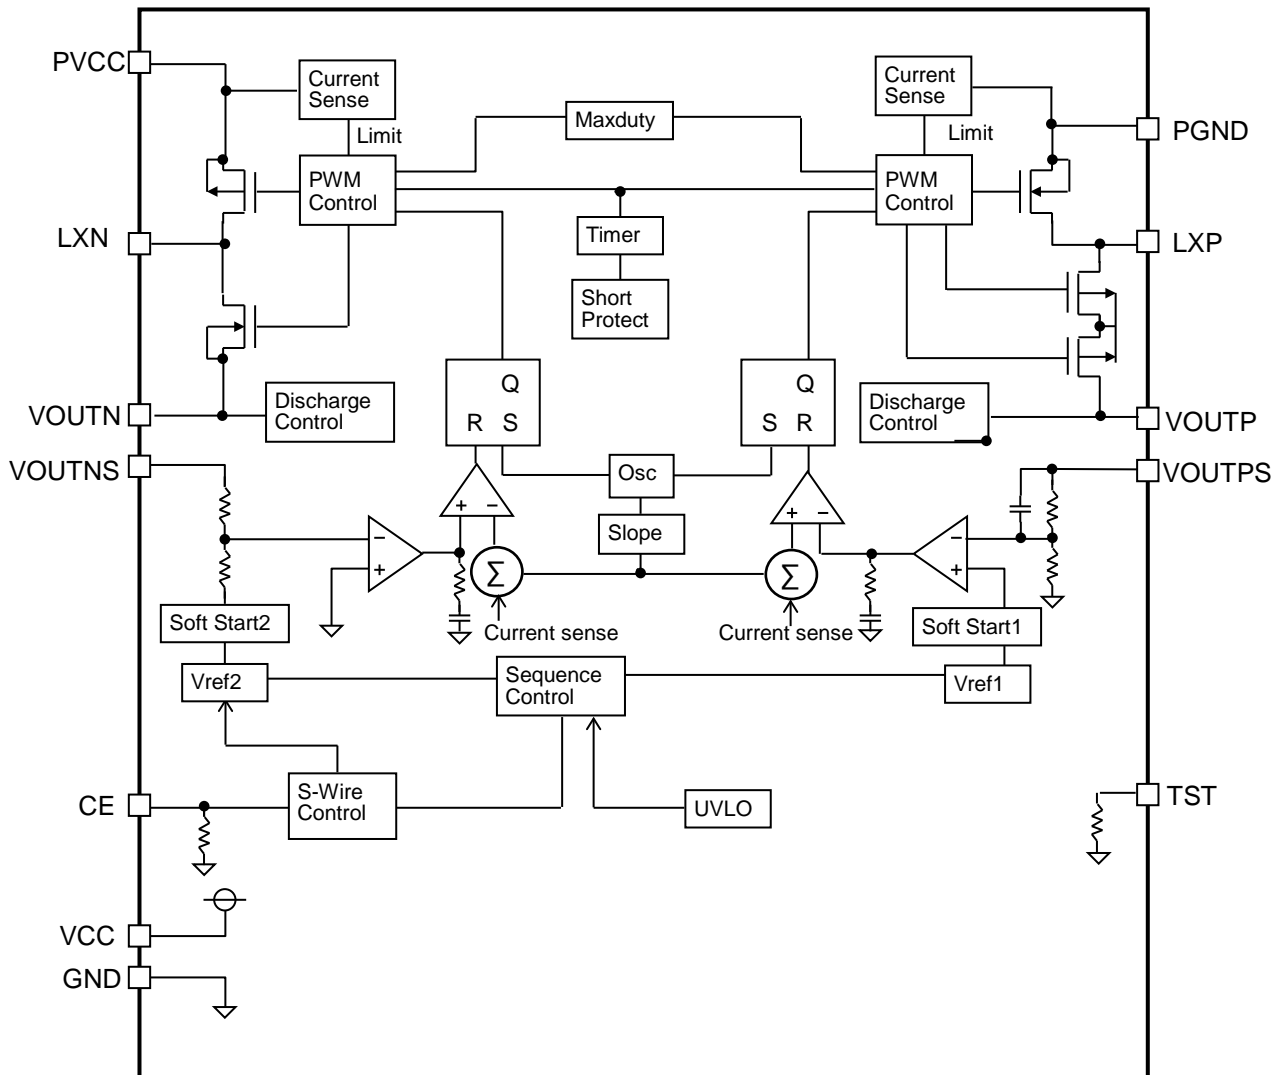 PVCC
Current
Sense
Limit
Maxduty
Current
Sense
Limit
PGND
PWM
Control
PWM
Control
LXN
Timer
LXP
Short
Protect
Q
R S
Q
S R
VOUTN
Discharge
Control
Discharge
Control
VOUTP
VOUTNS
Osc
VOUTPS
+ −
+ −
Slope
−
+
−
+
Σ
Σ
Soft Start2
Current sense
Current sense
Soft Start1
Vref2
Sequence
Control
Vref1
CE
S-Wire
Control
UVLO
TST
VCC
GND